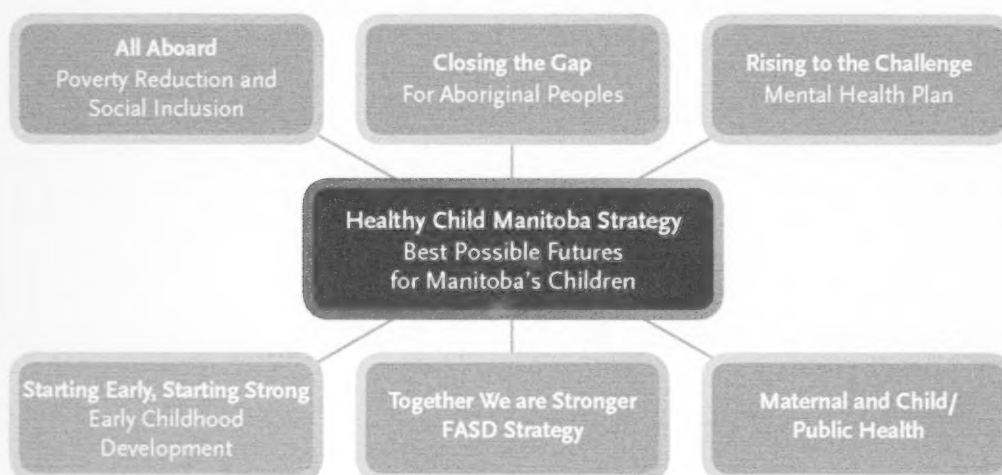 All Aboard
Poverty Reduction and
Social Inclusion
Closing the Gap
For Aboriginal Peoples
Rising to the Challenge
Mental Health Plan
Healthy Child Manitoba Strategy
Best Possible Futures
for Manitoba's Children
Starting Early, Starting Strong
Early Childhood
Development
Together We are Stronger
FASD Strategy
Maternal and Child/
Public Health